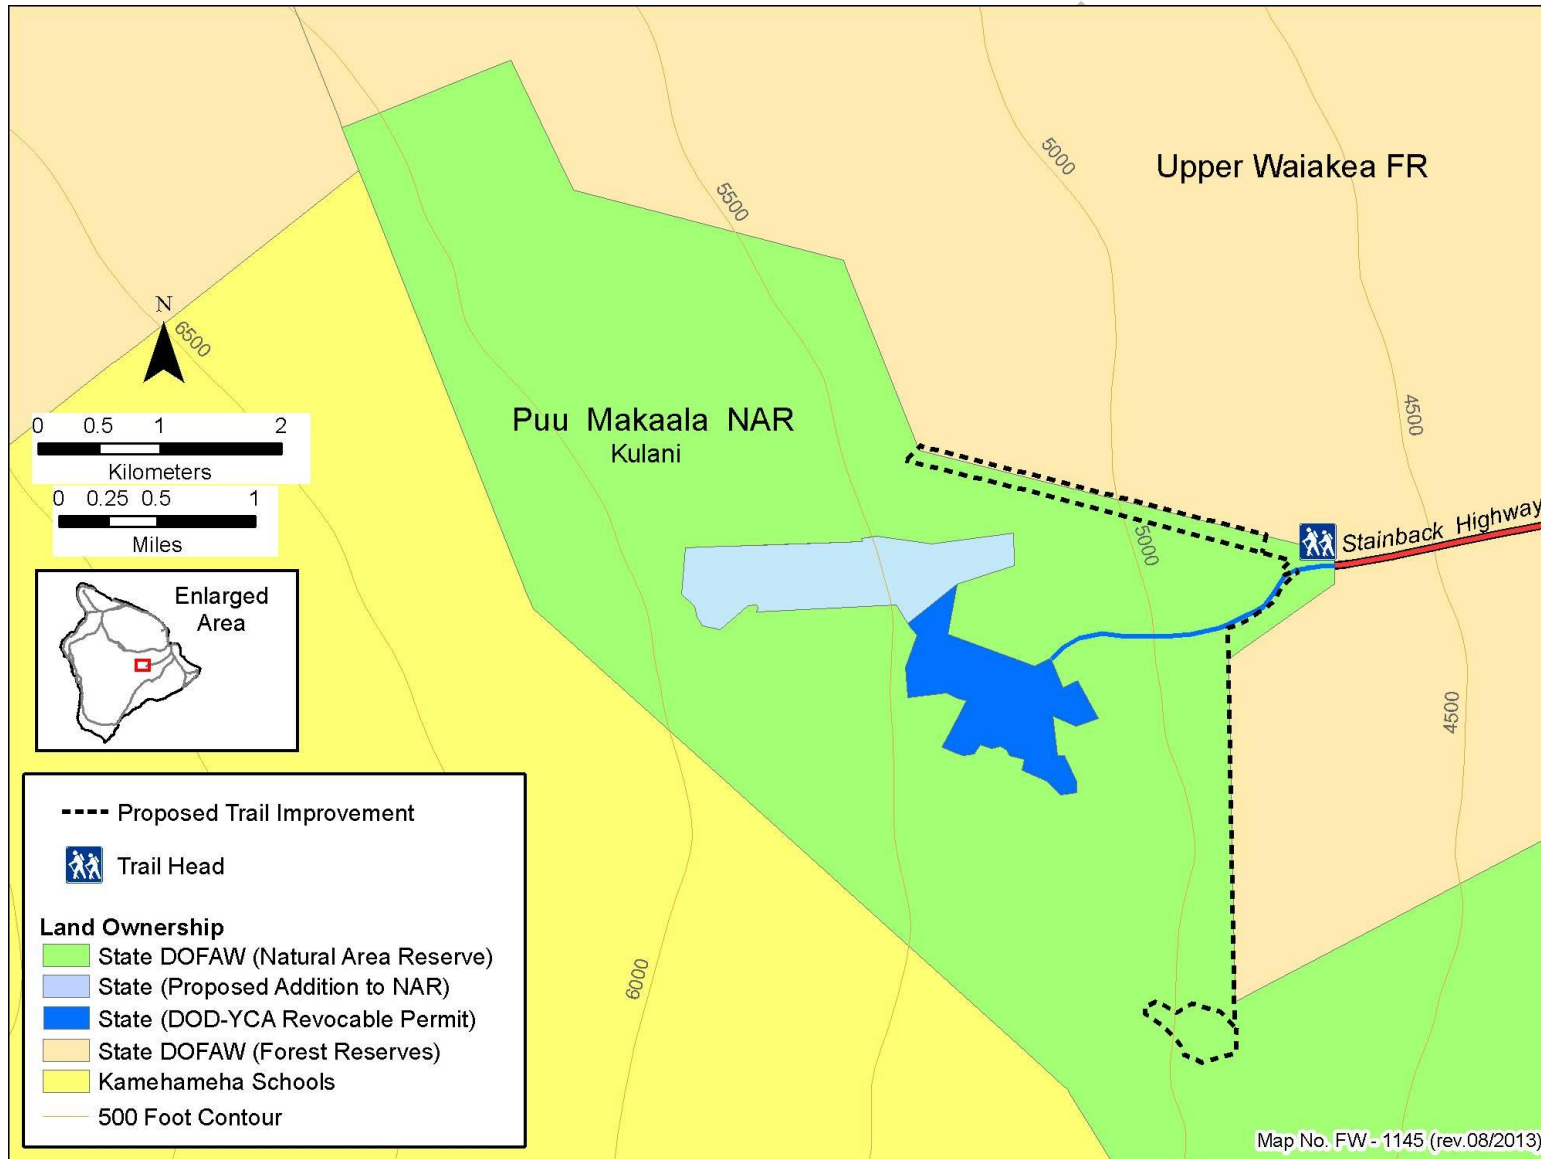 5000
Upper Waiakea FR
5500
N
6500
4500
0 0.5 1 2
Kilometers
0 0.25 0.5 1
Miles
Puu Makaala NAR
Kulani
Stainback Highway
5000
Enlarged
Area
4500
6000
Proposed Trail Improvement
Trail Head
Land Ownership
State DOFAW (Natural Area Reserve)
State (Proposed Addition to NAR)
State (DOD-YCA Revocable Permit)
State DOFAW (Forest Reserves)
Kamehameha Schools
500 Foot Contour
Map No. FW - 1145 (rev.08/2013)